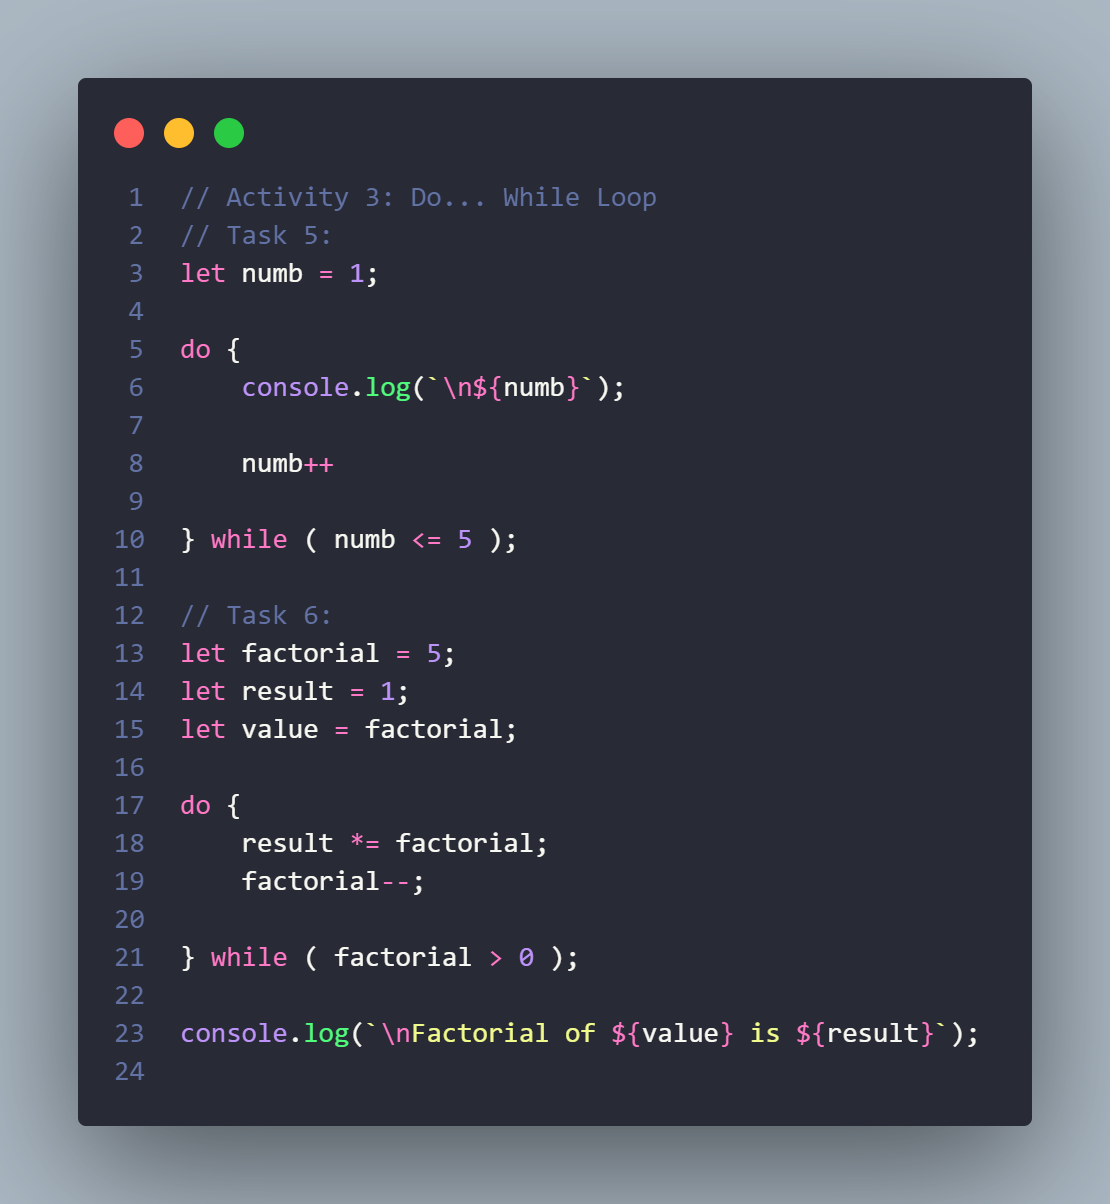 1 // Activity 3: Do... While Loop
2 // Task 5:
3 let numb = 1;
4
5 do {
6     console.log(`\n${numb}`);
7
8     numb++
9
10 } while ( numb <= 5 );
11
12 // Task 6:
13 let factorial = 5;
14 let result = 1;
15 let value = factorial;
16
17 do {
18     result *= factorial;
19     factorial--;
20
21 } while ( factorial > 0 );
22
23 console.log(`\nFactorial of ${value} is ${result}`);
24